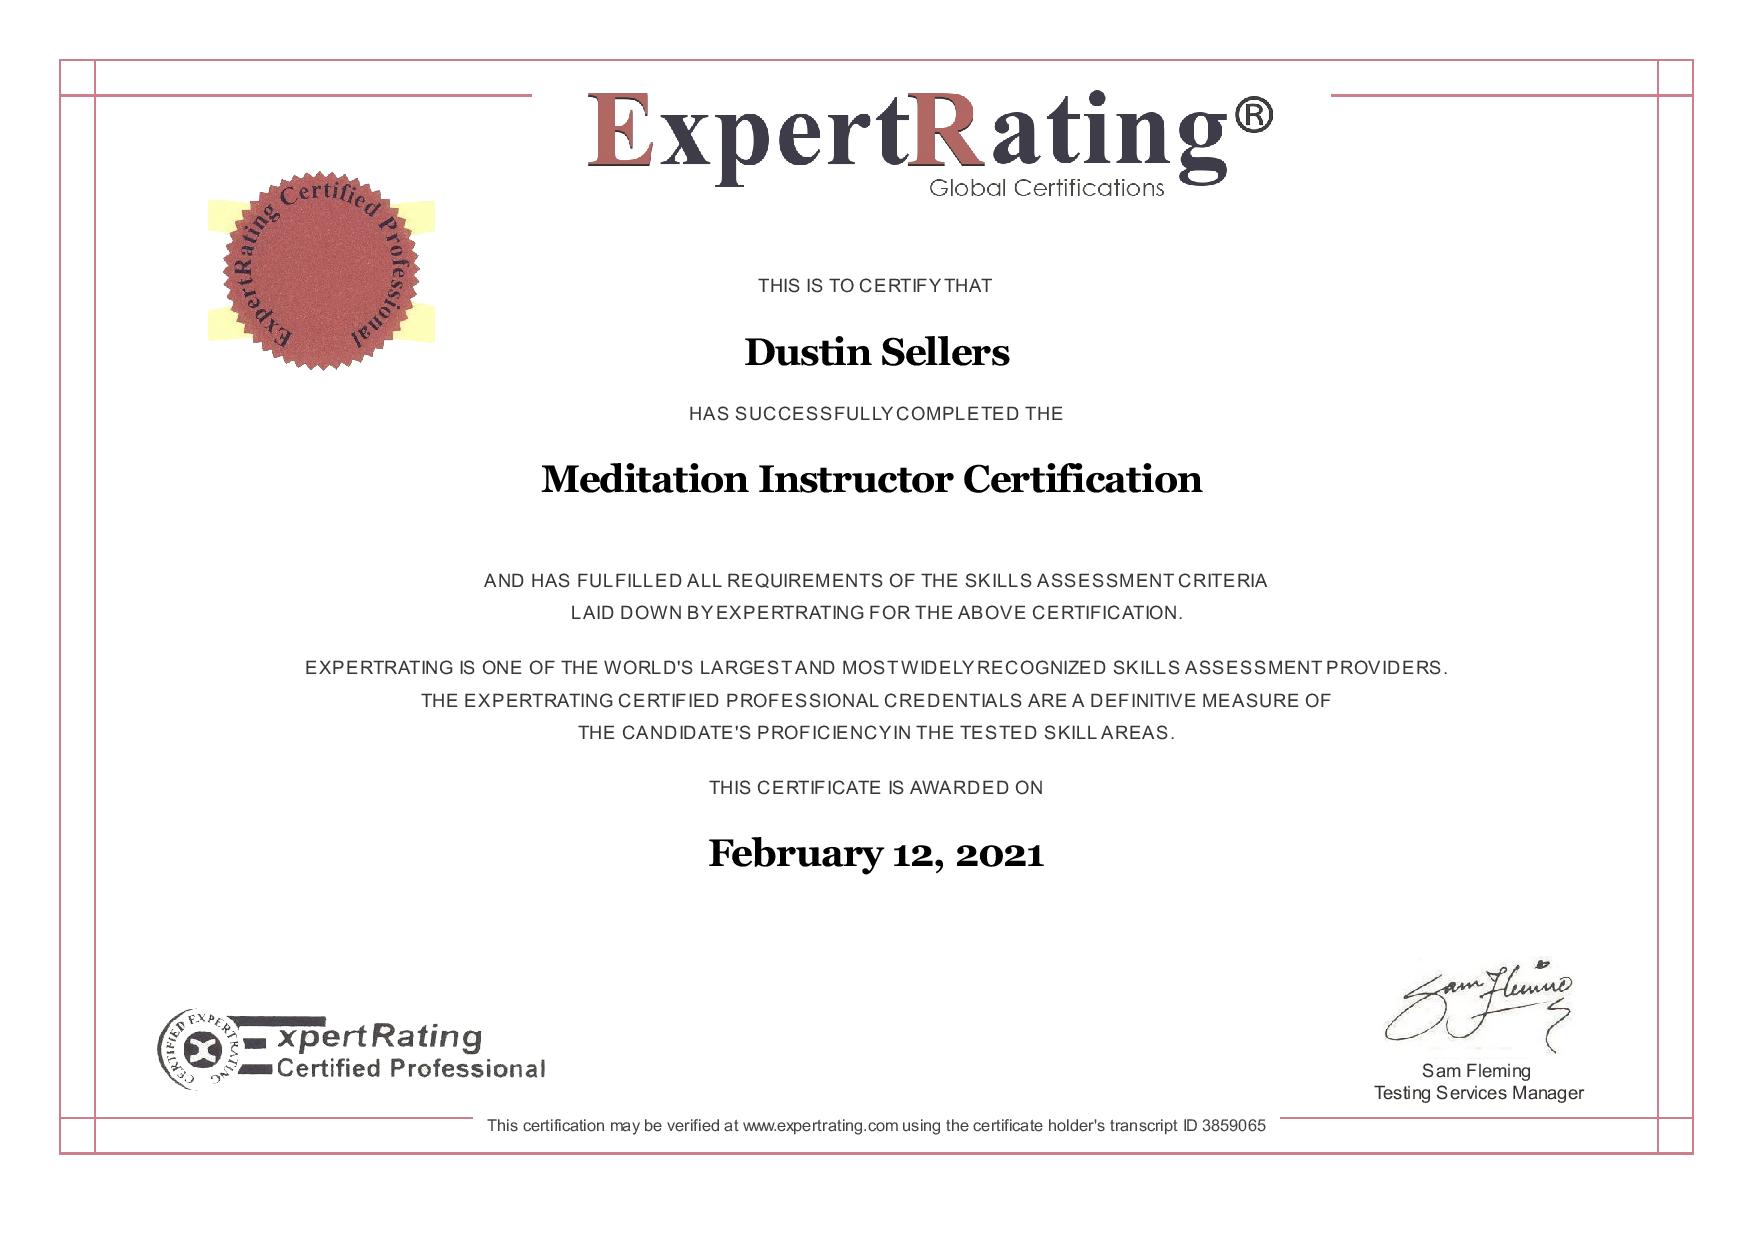 ExpertRating®
Global Certifications
ExpertRating Certified Professional
THIS IS TO CERTIFY THAT
Dustin Sellers
HAS SUCCESSFULLY COMPLETED THE
Meditation Instructor Certification
AND HAS FULFILLED ALL REQUIREMENTS OF THE SKILLS ASSESSMENT CRITERIA
LAID DOWN BY EXPERTRATING FOR THE ABOVE CERTIFICATION.
EXPERTRATING IS ONE OF THE WORLD'S LARGEST AND MOST WIDELY RECOGNIZED SKILLS ASSESSMENT PROVIDERS.
THE EXPERTRATING CERTIFIED PROFESSIONAL CREDENTIALS ARE A DEFINITIVE MEASURE OF
THE CANDIDATE'S PROFICIENCY IN THE TESTED SKILL AREAS.
THIS CERTIFICATE IS AWARDED ON
February 12, 2021
CERTIFIED EXPERTRATING
ExpertRating
Certified Professional
Sam Fleming
Sam Fleming
Testing Services Manager
This certification may be verified at www.expertrating.com using the certificate holder's transcript ID 3859065